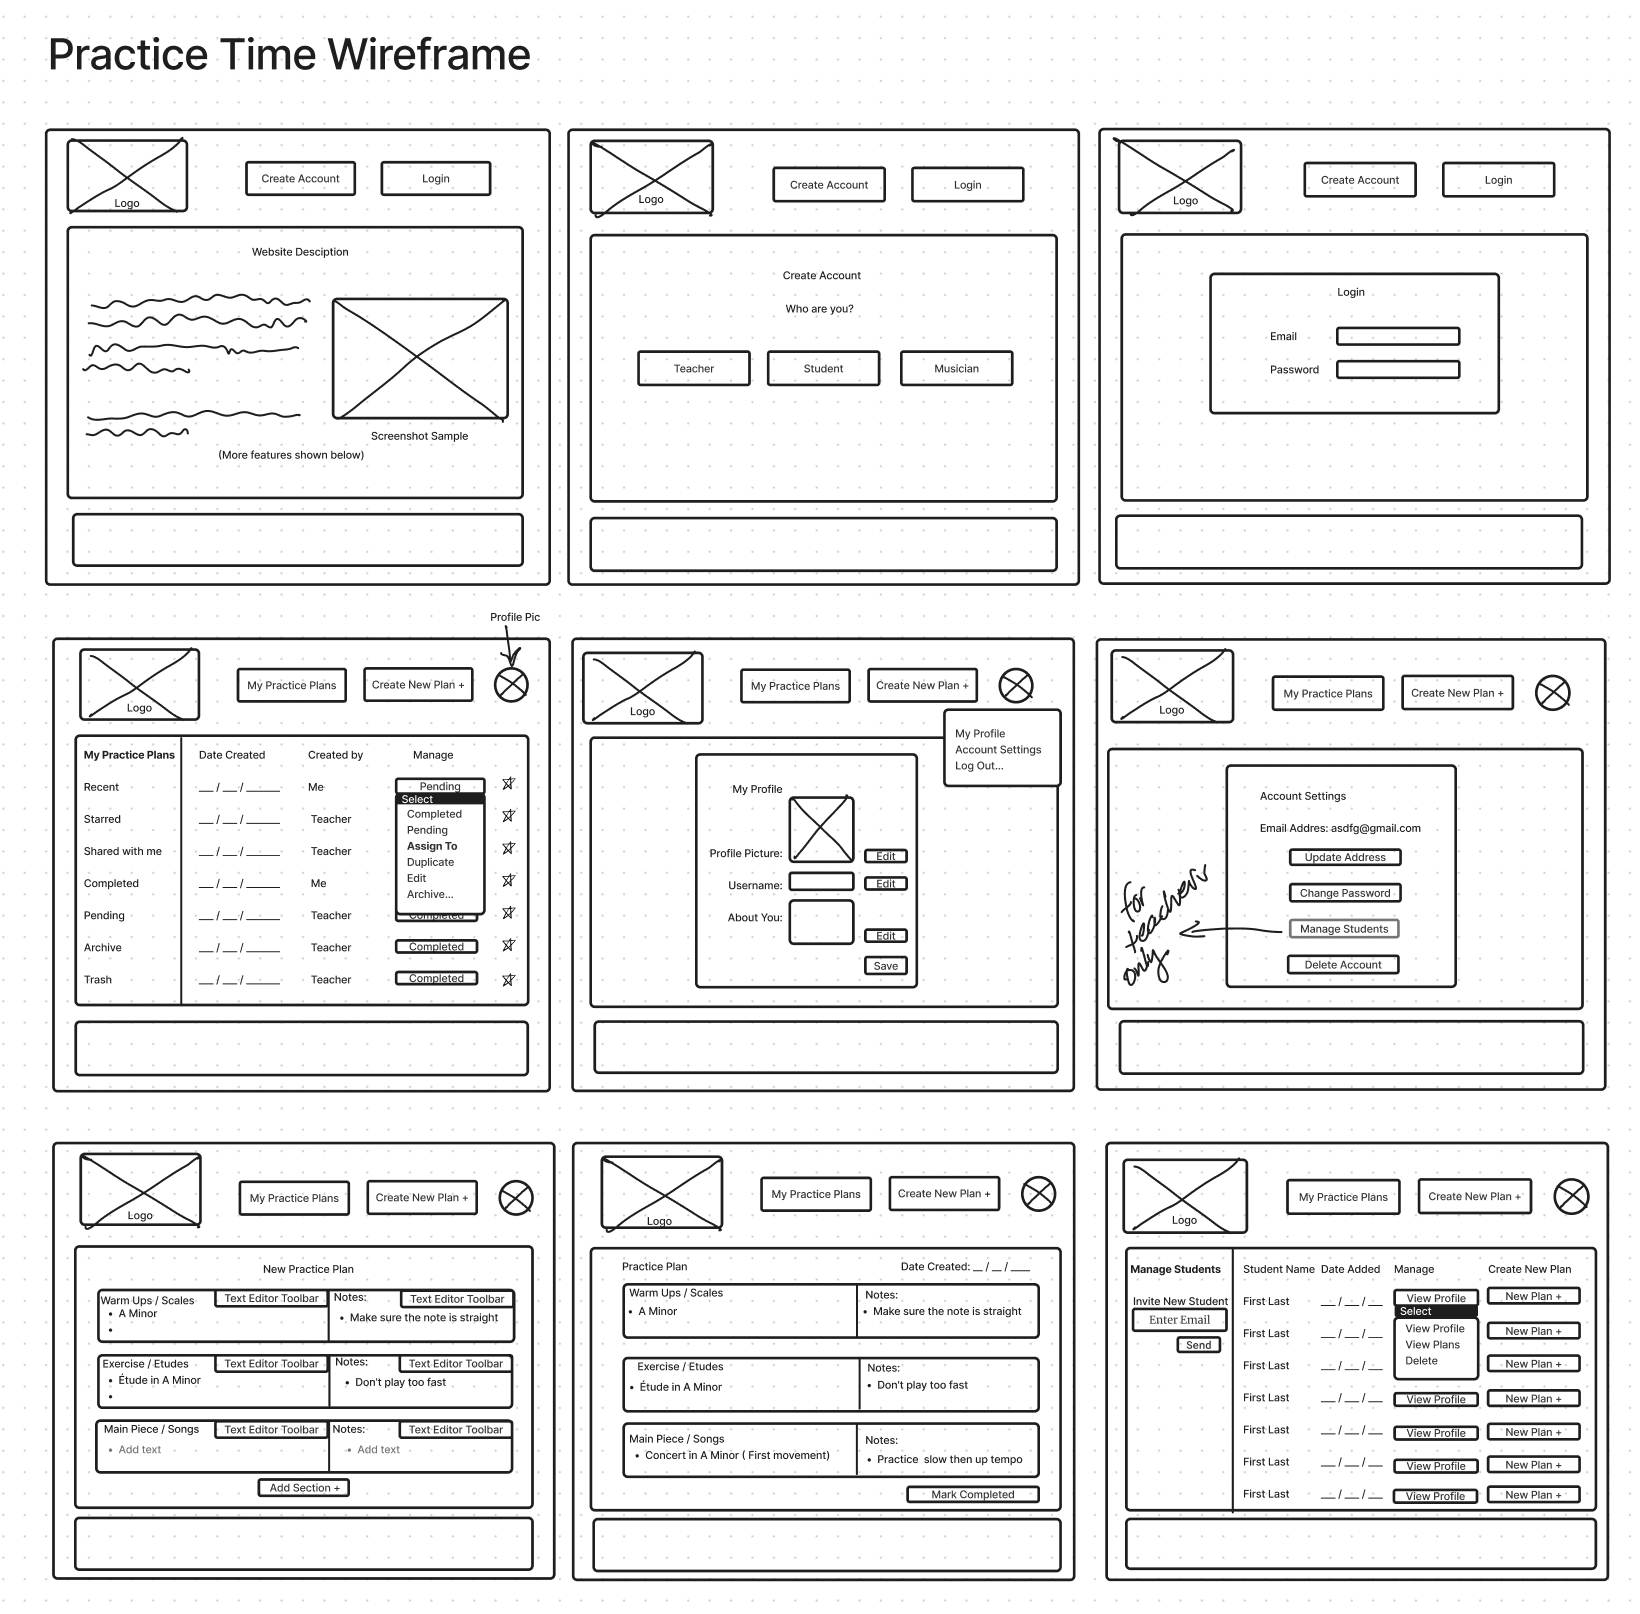 Practice Time Wireframe
Logo
Create Account
Login
Website Desciption
Screenshot Sample
(More features shown below)
Logo
Create Account
Login
Create Account
Who are you?
Teacher
Student
Musician
Logo
Create Account
Login
Login
Email
Password
Profile Pic
Logo
My Practice Plans
Create New Plan +
My Practice Plans Date Created Created by Manage
Recent __ / __ / _____ Me Pending
Select
Starred __ / __ / _____ Teacher Completed
Pending
Shared with me __ / __ / _____ Teacher Assign To
Duplicate
Completed __ / __ / _____ Me Edit
Archive...
Pending __ / __ / _____ Teacher Completed
Archive __ / __ / _____ Teacher Completed
Trash __ / __ / _____ Teacher Completed
Logo
My Practice Plans
Create New Plan +
My Profile
Account Settings
Log Out...
My Profile
Profile Picture: Edit
Username: Edit
About You:
Edit
Save
Logo
My Practice Plans
Create New Plan +
Account Settings
Email Addres: asdfg@gmail.com
Update Address
Change Password
Manage Students
Delete Account
for
teachers
only.
Logo
My Practice Plans
Create New Plan +
New Practice Plan
Warm Ups / Scales Text Editor Toolbar Notes: Text Editor Toolbar
• A Minor • Make sure the note is straight
•
Exercise / Etudes Text Editor Toolbar Notes: Text Editor Toolbar
• Étude in A Minor • Don't play too fast
•
Main Piece / Songs Text Editor Toolbar Notes: Text Editor Toolbar
• Add text • Add text
Add Section +
Logo
My Practice Plans
Create New Plan +
Practice Plan Date Created: __ / __ / ___
Warm Ups / Scales Notes:
• A Minor • Make sure the note is straight
Exercise / Etudes Notes:
• Étude in A Minor • Don't play too fast
Main Piece / Songs Notes:
• Concert in A Minor ( First movement) • Practice slow then up tempo
Mark Completed
Logo
My Practice Plans
Create New Plan +
Manage Students Student Name Date Added Manage Create New Plan
Invite New Student First Last __ / __ / __ View Profile New Plan +
Enter Email Select
Send First Last __ / __ / __ View Profile New Plan +
View Plans
First Last __ / __ / __ Delete New Plan +
First Last __ / __ / __ View Profile New Plan +
First Last __ / __ / __ View Profile New Plan +
First Last __ / __ / __ View Profile New Plan +
First Last __ / __ / __ View Profile New Plan +